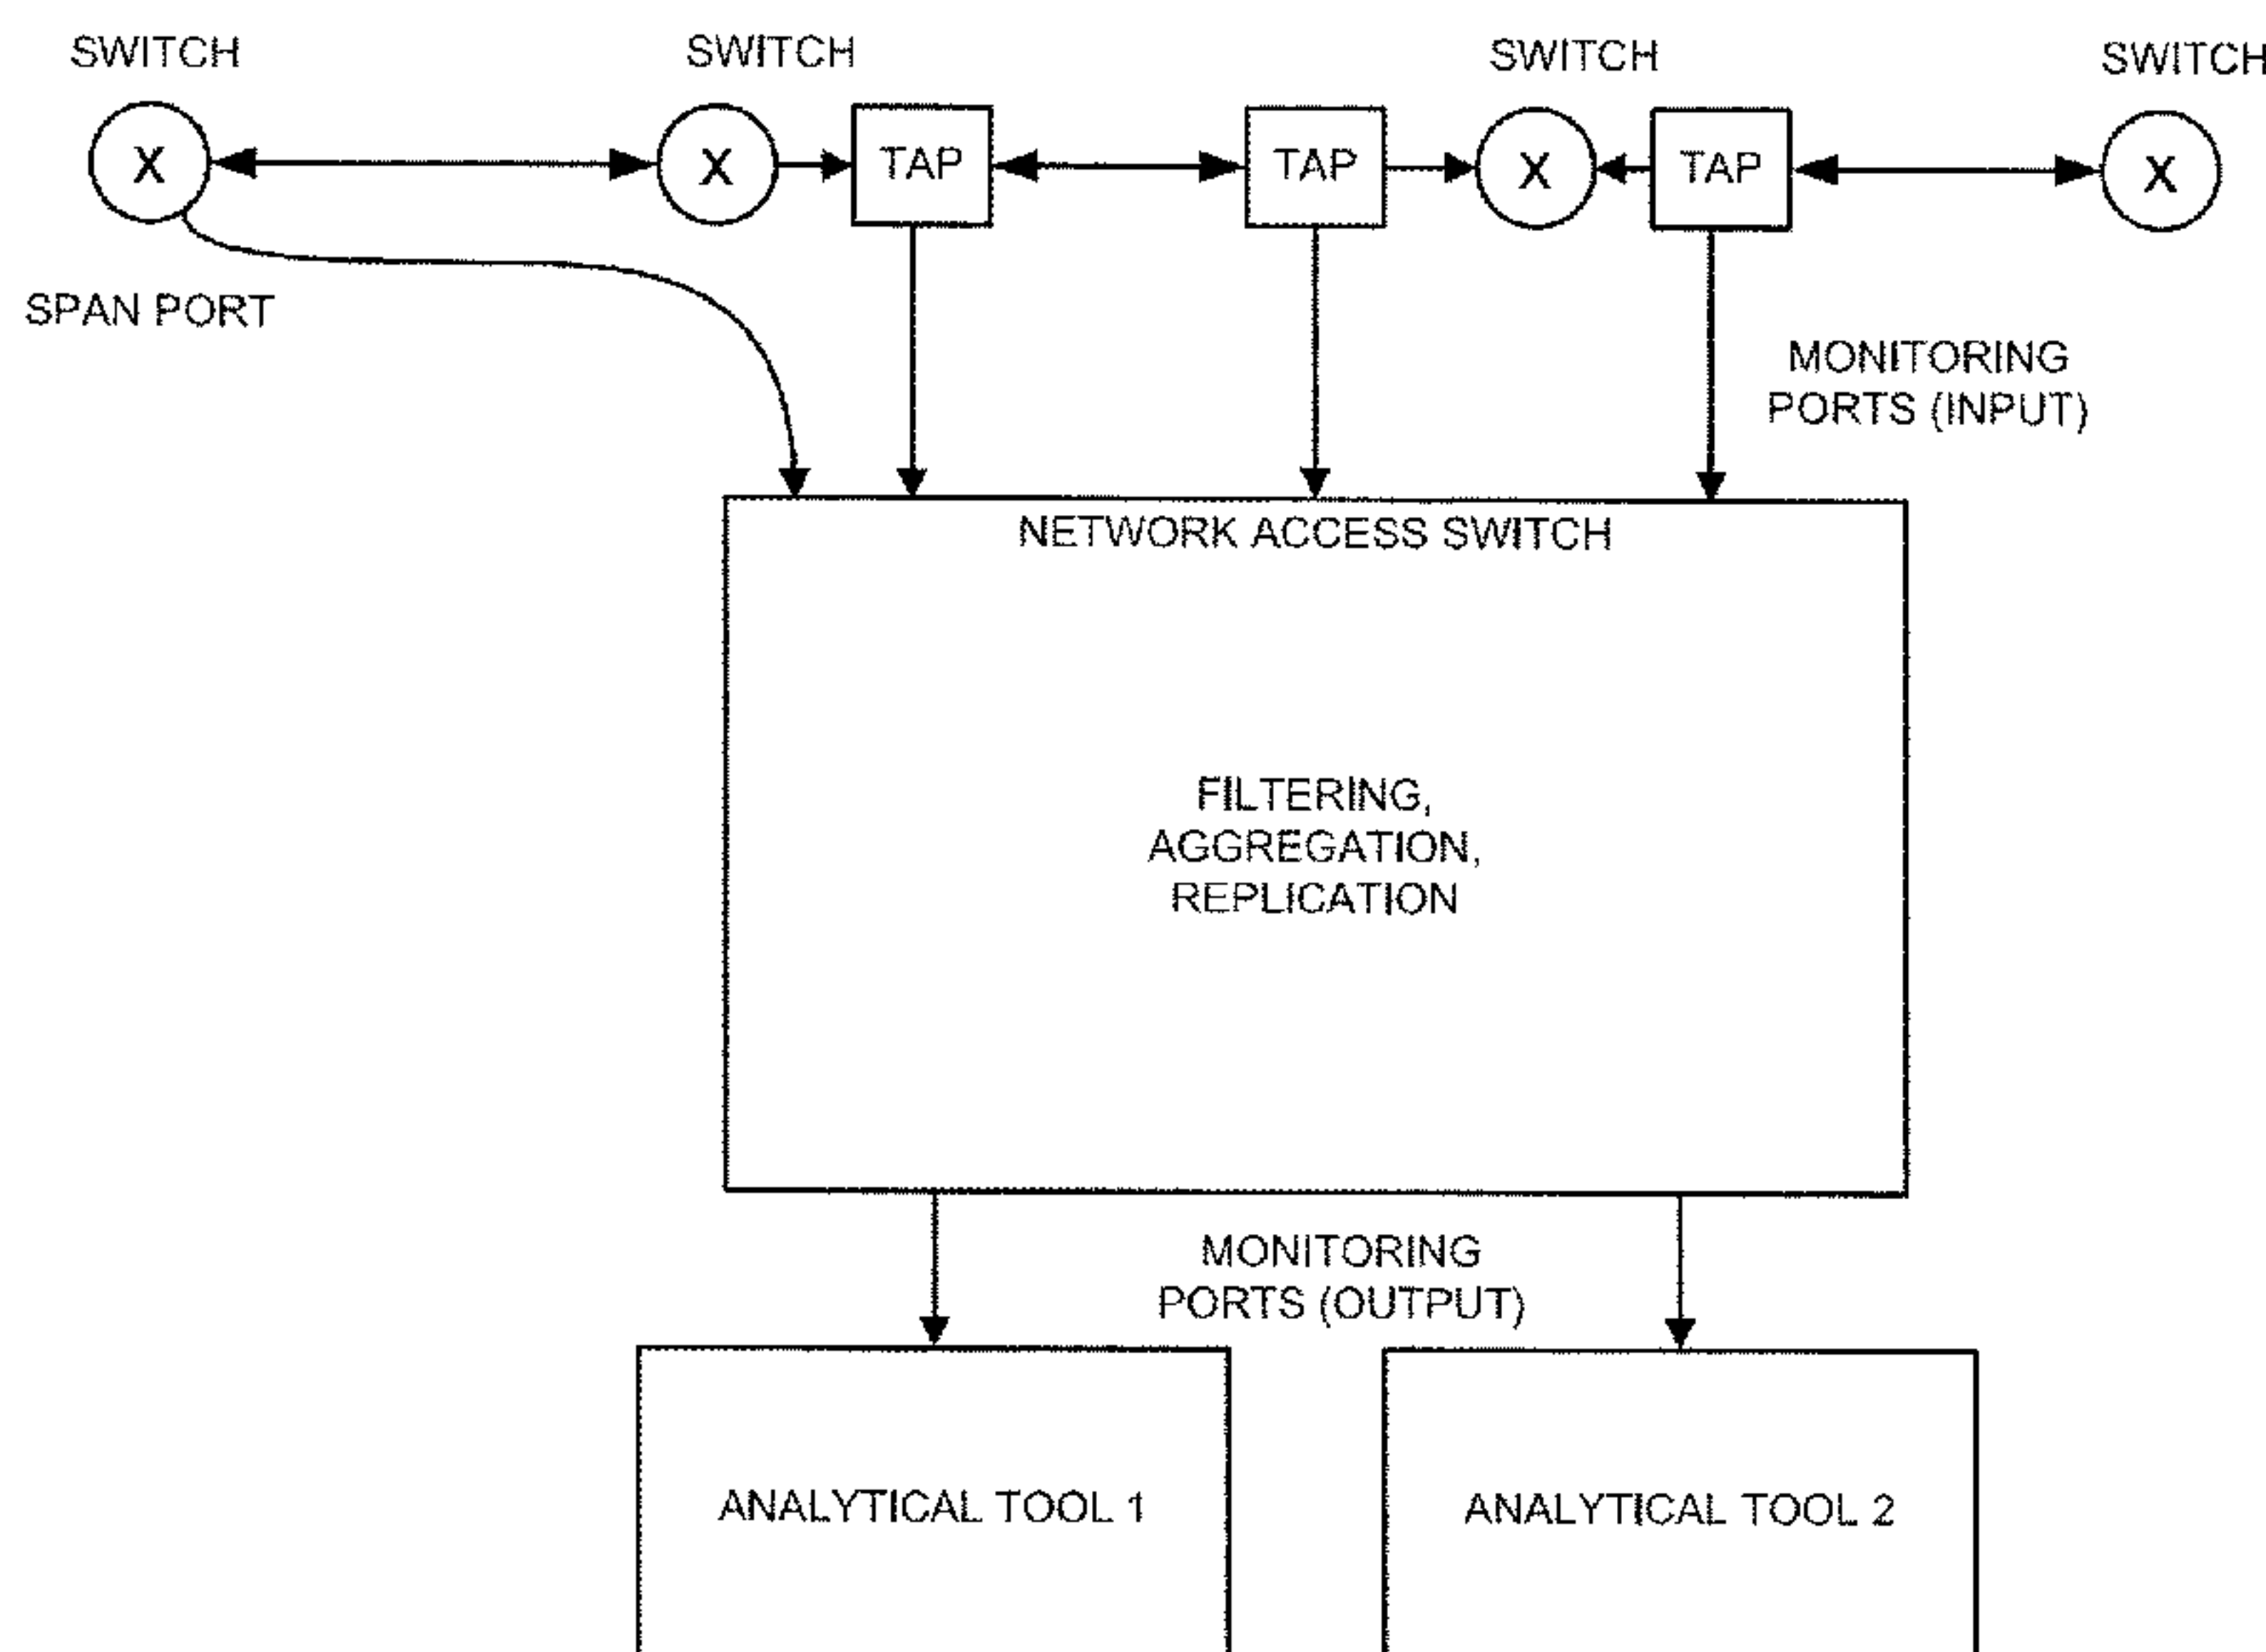 SWITCH
SWITCH
SWITCH
SWITCH
X
X
TAP
TAP
X
TAP
X
SPAN PORT
MONITORING
PORTS (INPUT)
NETWORK ACCESS SWITCH
FILTERING,
AGGREGATION,
REPLICATION
MONITORING
PORTS (OUTPUT)
ANALYTICAL TOOL 1
ANALYTICAL TOOL 2